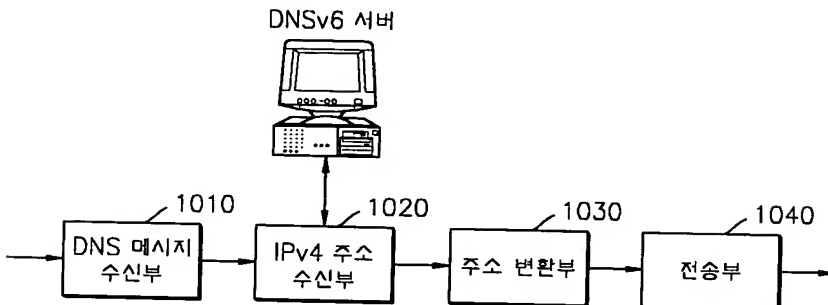 DNSv6 서버
1010
1020
1030
1040
DNS 메시지
수신부
IPv4 주소
수신부
주소 변환부
전송부